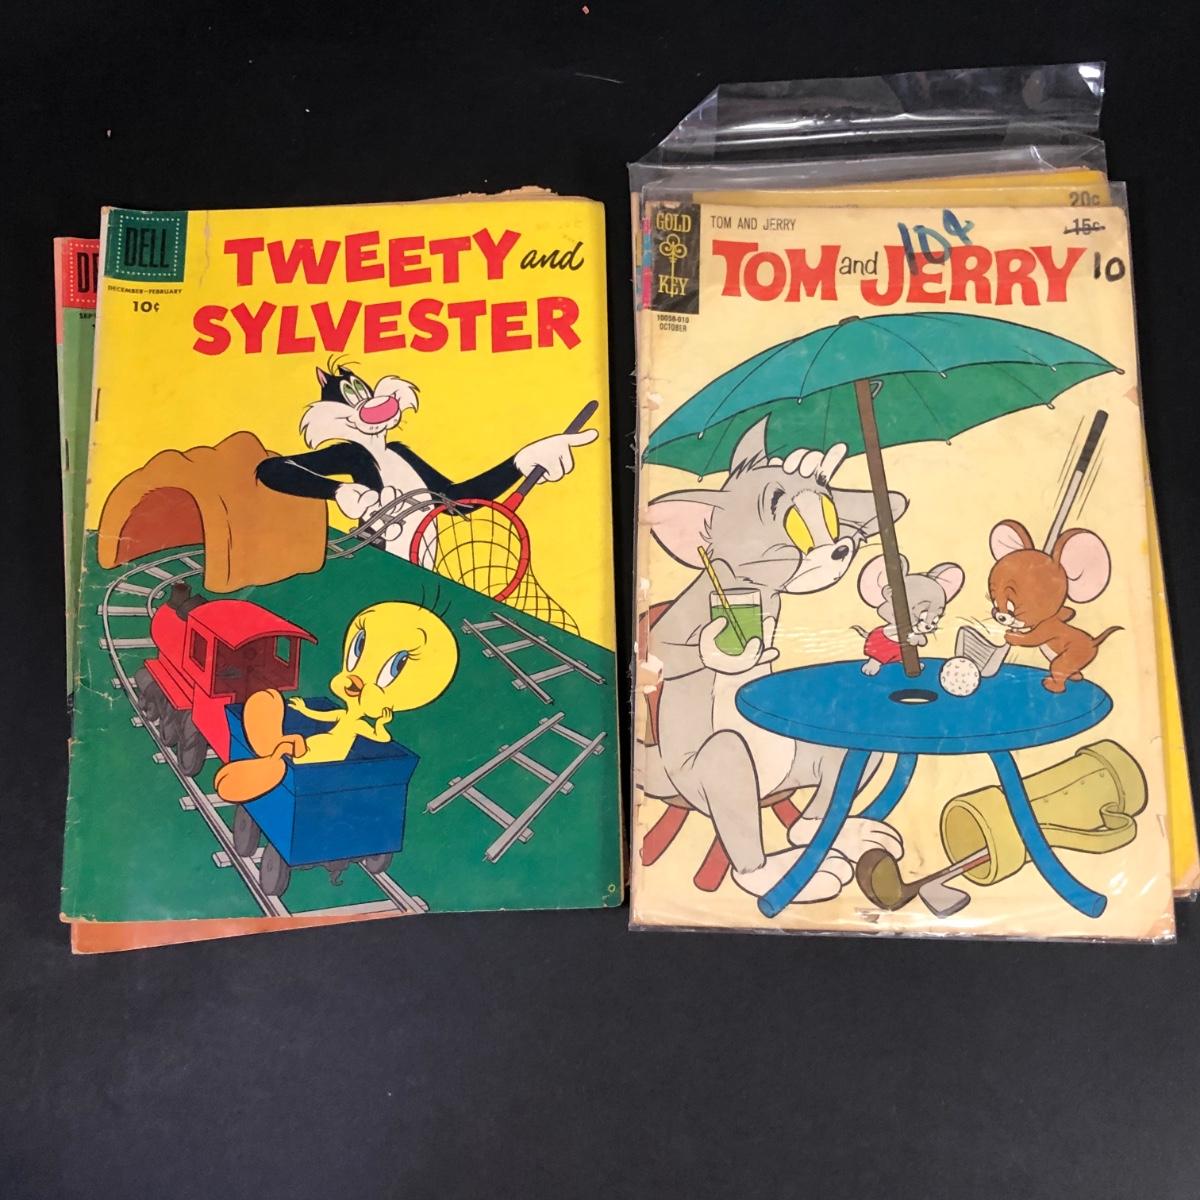 DELL
DECEMBER-FEBRUARY
10¢
TWEETY and
SYLVESTER
GOLD
KEY
10058-010
OCTOBER
TOM AND JERRY
20¢
15¢
10¢
TOM and JERRY
10